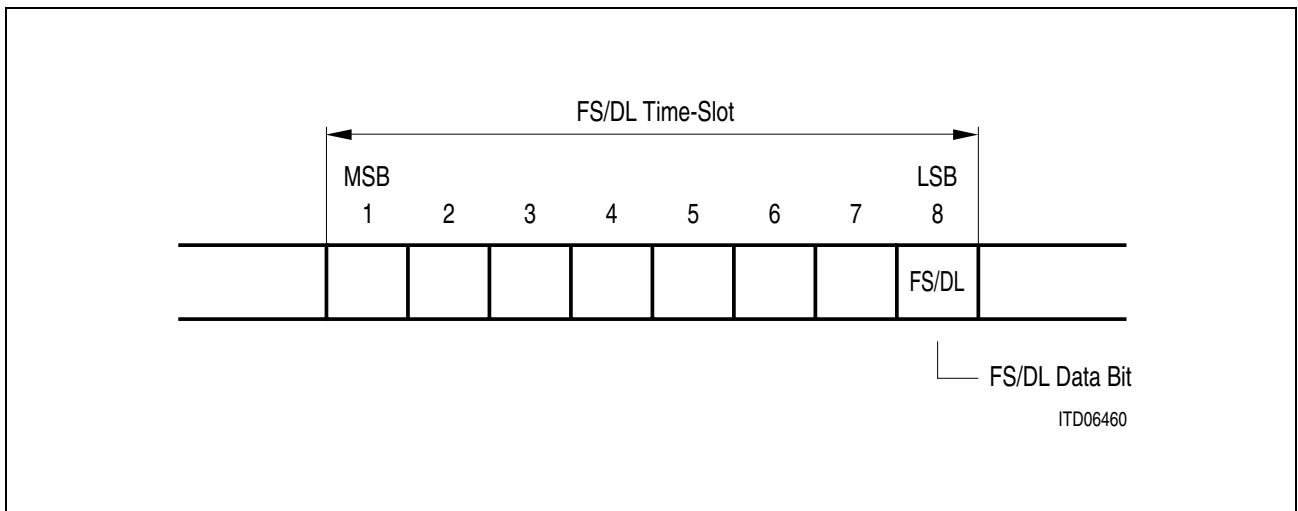 FS/DL Time-Slot
MSB LSB
1 2 3 4 5 6 7 8
FS/DL
FS/DL Data Bit
ITD06460